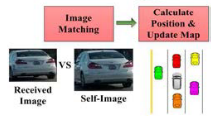 Image
Matching
Calculate
Position &
Update Map
VS
Received
Image
Self-Image